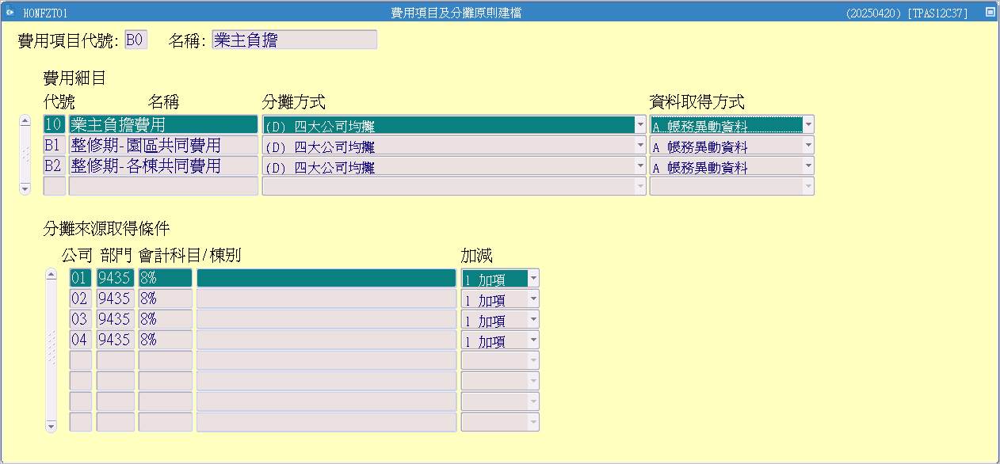 HONFZT01 費用項目及分攤原則建檔 (20250420) [TPAS12C37]
費用項目代號: B0 名稱: 業主負擔
費用細目
代號 名稱 分攤方式 資料取得方式
10 業主負擔費用 (D) 四大公司均攤 A 帳務異動資料
B1 整修期-園區共同費用 (D) 四大公司均攤 A 帳務異動資料
B2 整修期-各棟共同費用 (D) 四大公司均攤 A 帳務異動資料
分攤來源取得條件
公司 部門 會計科目/棟別 加減
01 9435 8% 1 加項
02 9435 8% 1 加項
03 9435 8% 1 加項
04 9435 8% 1 加項